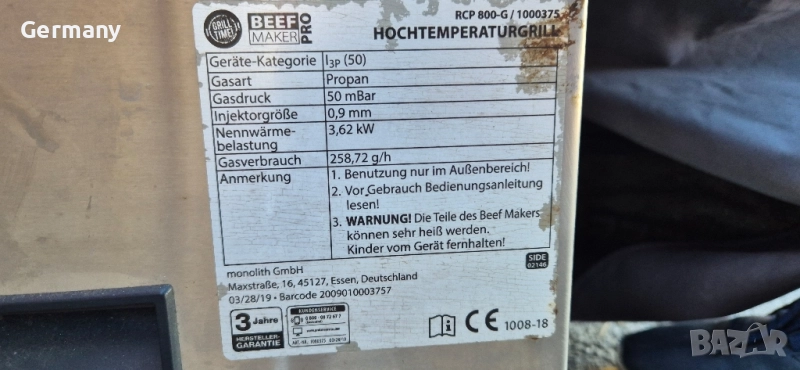 Germany
GRILL TIME
BEEF
MAKER
PRO
RCP 800-G / 1000375
HOCHTEMPERATURGRILL
Geräte-Kategorie I3P (50)
Gasart Propan
Gasdruck 50 mBar
Injektorgröße 0,9 mm
Nennwärme-
belastung 3,62 kW
Gasverbrauch 258,72 g/h
Anmerkung 1. Benutzung nur im Außenbereich!
2. Vor Gebrauch Bedienungsanleitung
lesen!
3. WARNUNG! Die Teile des Beef Makers
können sehr heiß werden.
Kinder vom Gerät fernhalten!
monolith GmbH
Maxstraße, 16, 45127, Essen, Deutschland
03/28/19 • Barcode 2009010003757
SIDE
02146
3 Jahre
HERSTELLER-
GARANTIE
KUNDENSERVICE
i
CE 1008-18
BAZAR